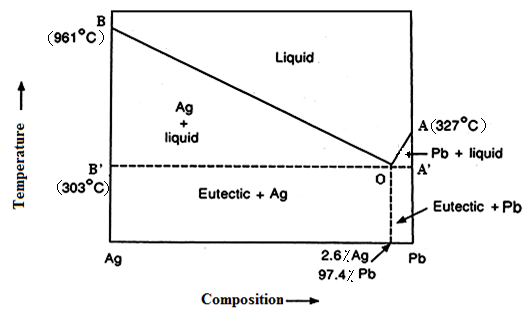 B
(961°C)
Liquid
Ag
+
liquid
A (327°C)
Pb + liquid
B'
O
A'
(303°C)
Eutectic + Ag
Eutectic + Pb
Ag
2.6% Ag
97.4% Pb
Pb
Temperature
Composition